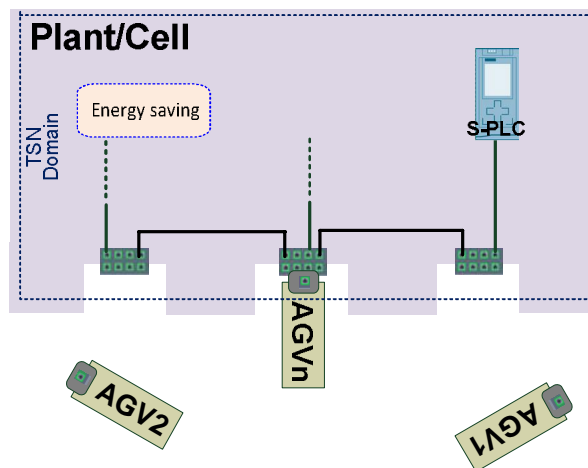 Plant/Cell
Energy saving
TSN
Domain
S-PLC
AGVn
AGV2
AGV1